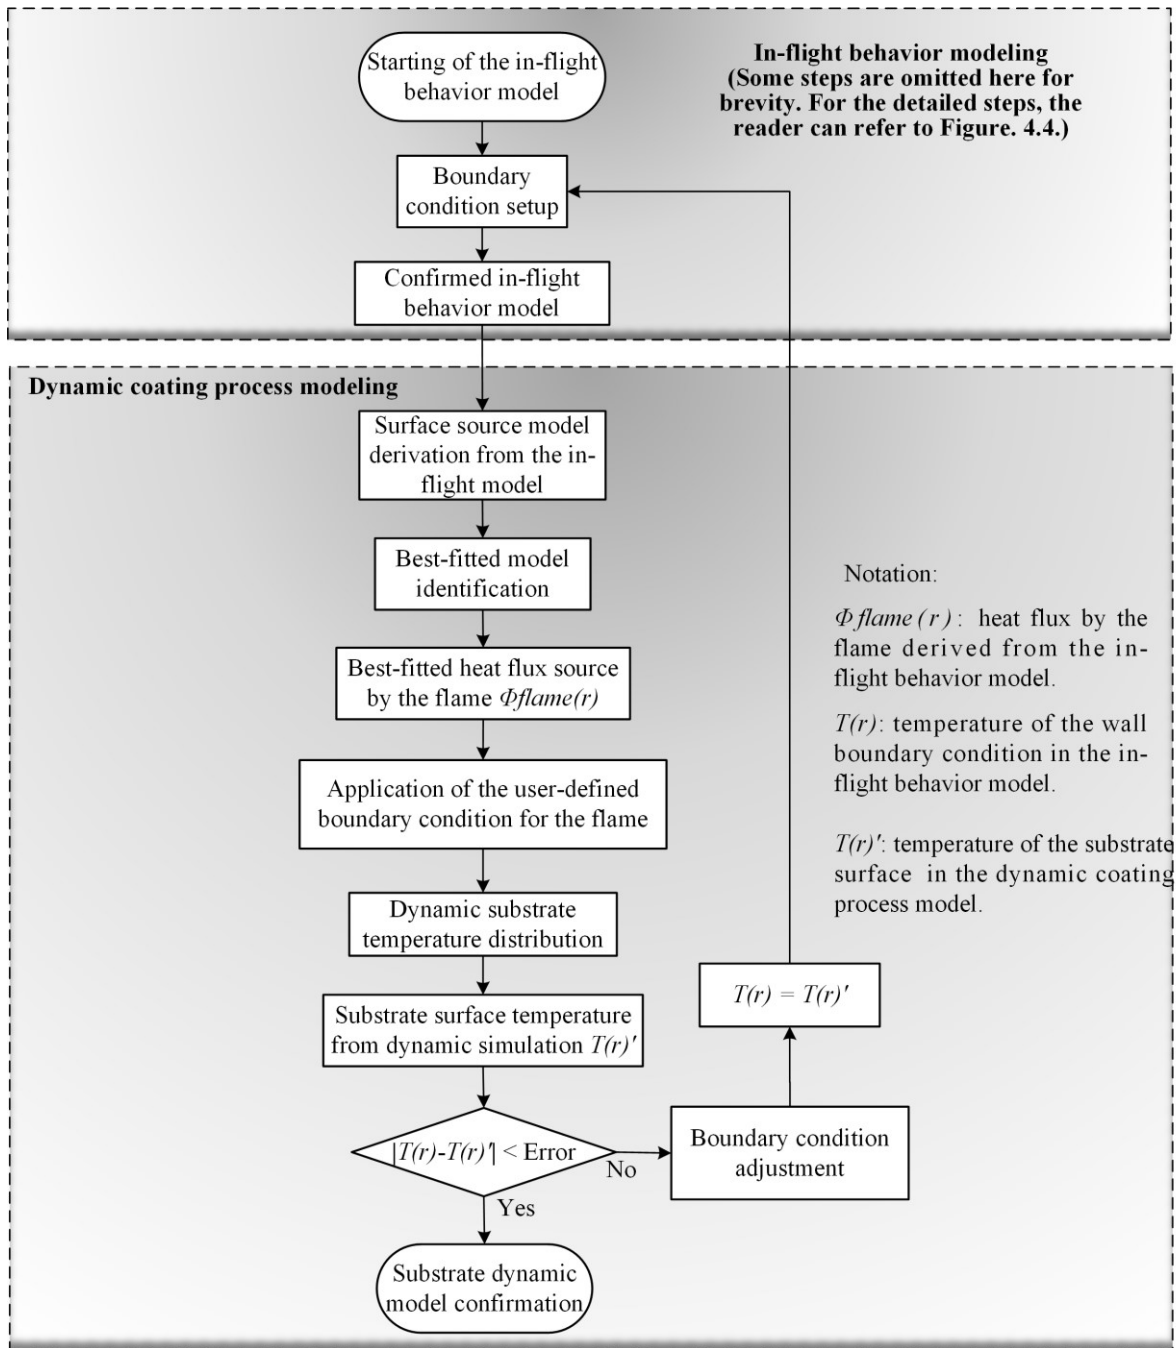 Starting of the in-flight
behavior model
In-flight behavior modeling
(Some steps are omitted here for
brevity. For the detailed steps, the
reader can refer to Figure. 4.4.)
Boundary
condition setup
Confirmed in-flight
behavior model
Dynamic coating process modeling
Surface source model
derivation from the in-
flight model
Best-fitted model
identification
Best-fitted heat flux source
by the flame Φflame(r)
Application of the user-defined
boundary condition for the flame
Dynamic substrate
temperature distribution
Substrate surface temperature
from dynamic simulation T(r)'
|T(r)-T(r)'| < Error
No
Yes
Substrate dynamic
model confirmation
Boundary condition
adjustment
T(r) = T(r)'
Notation:
Φflame(r): heat flux by the
flame derived from the in-
flight behavior model.
T(r): temperature of the wall
boundary condition in the in-
flight behavior model.
T(r)': temperature of the substrate
surface in the dynamic coating
process model.